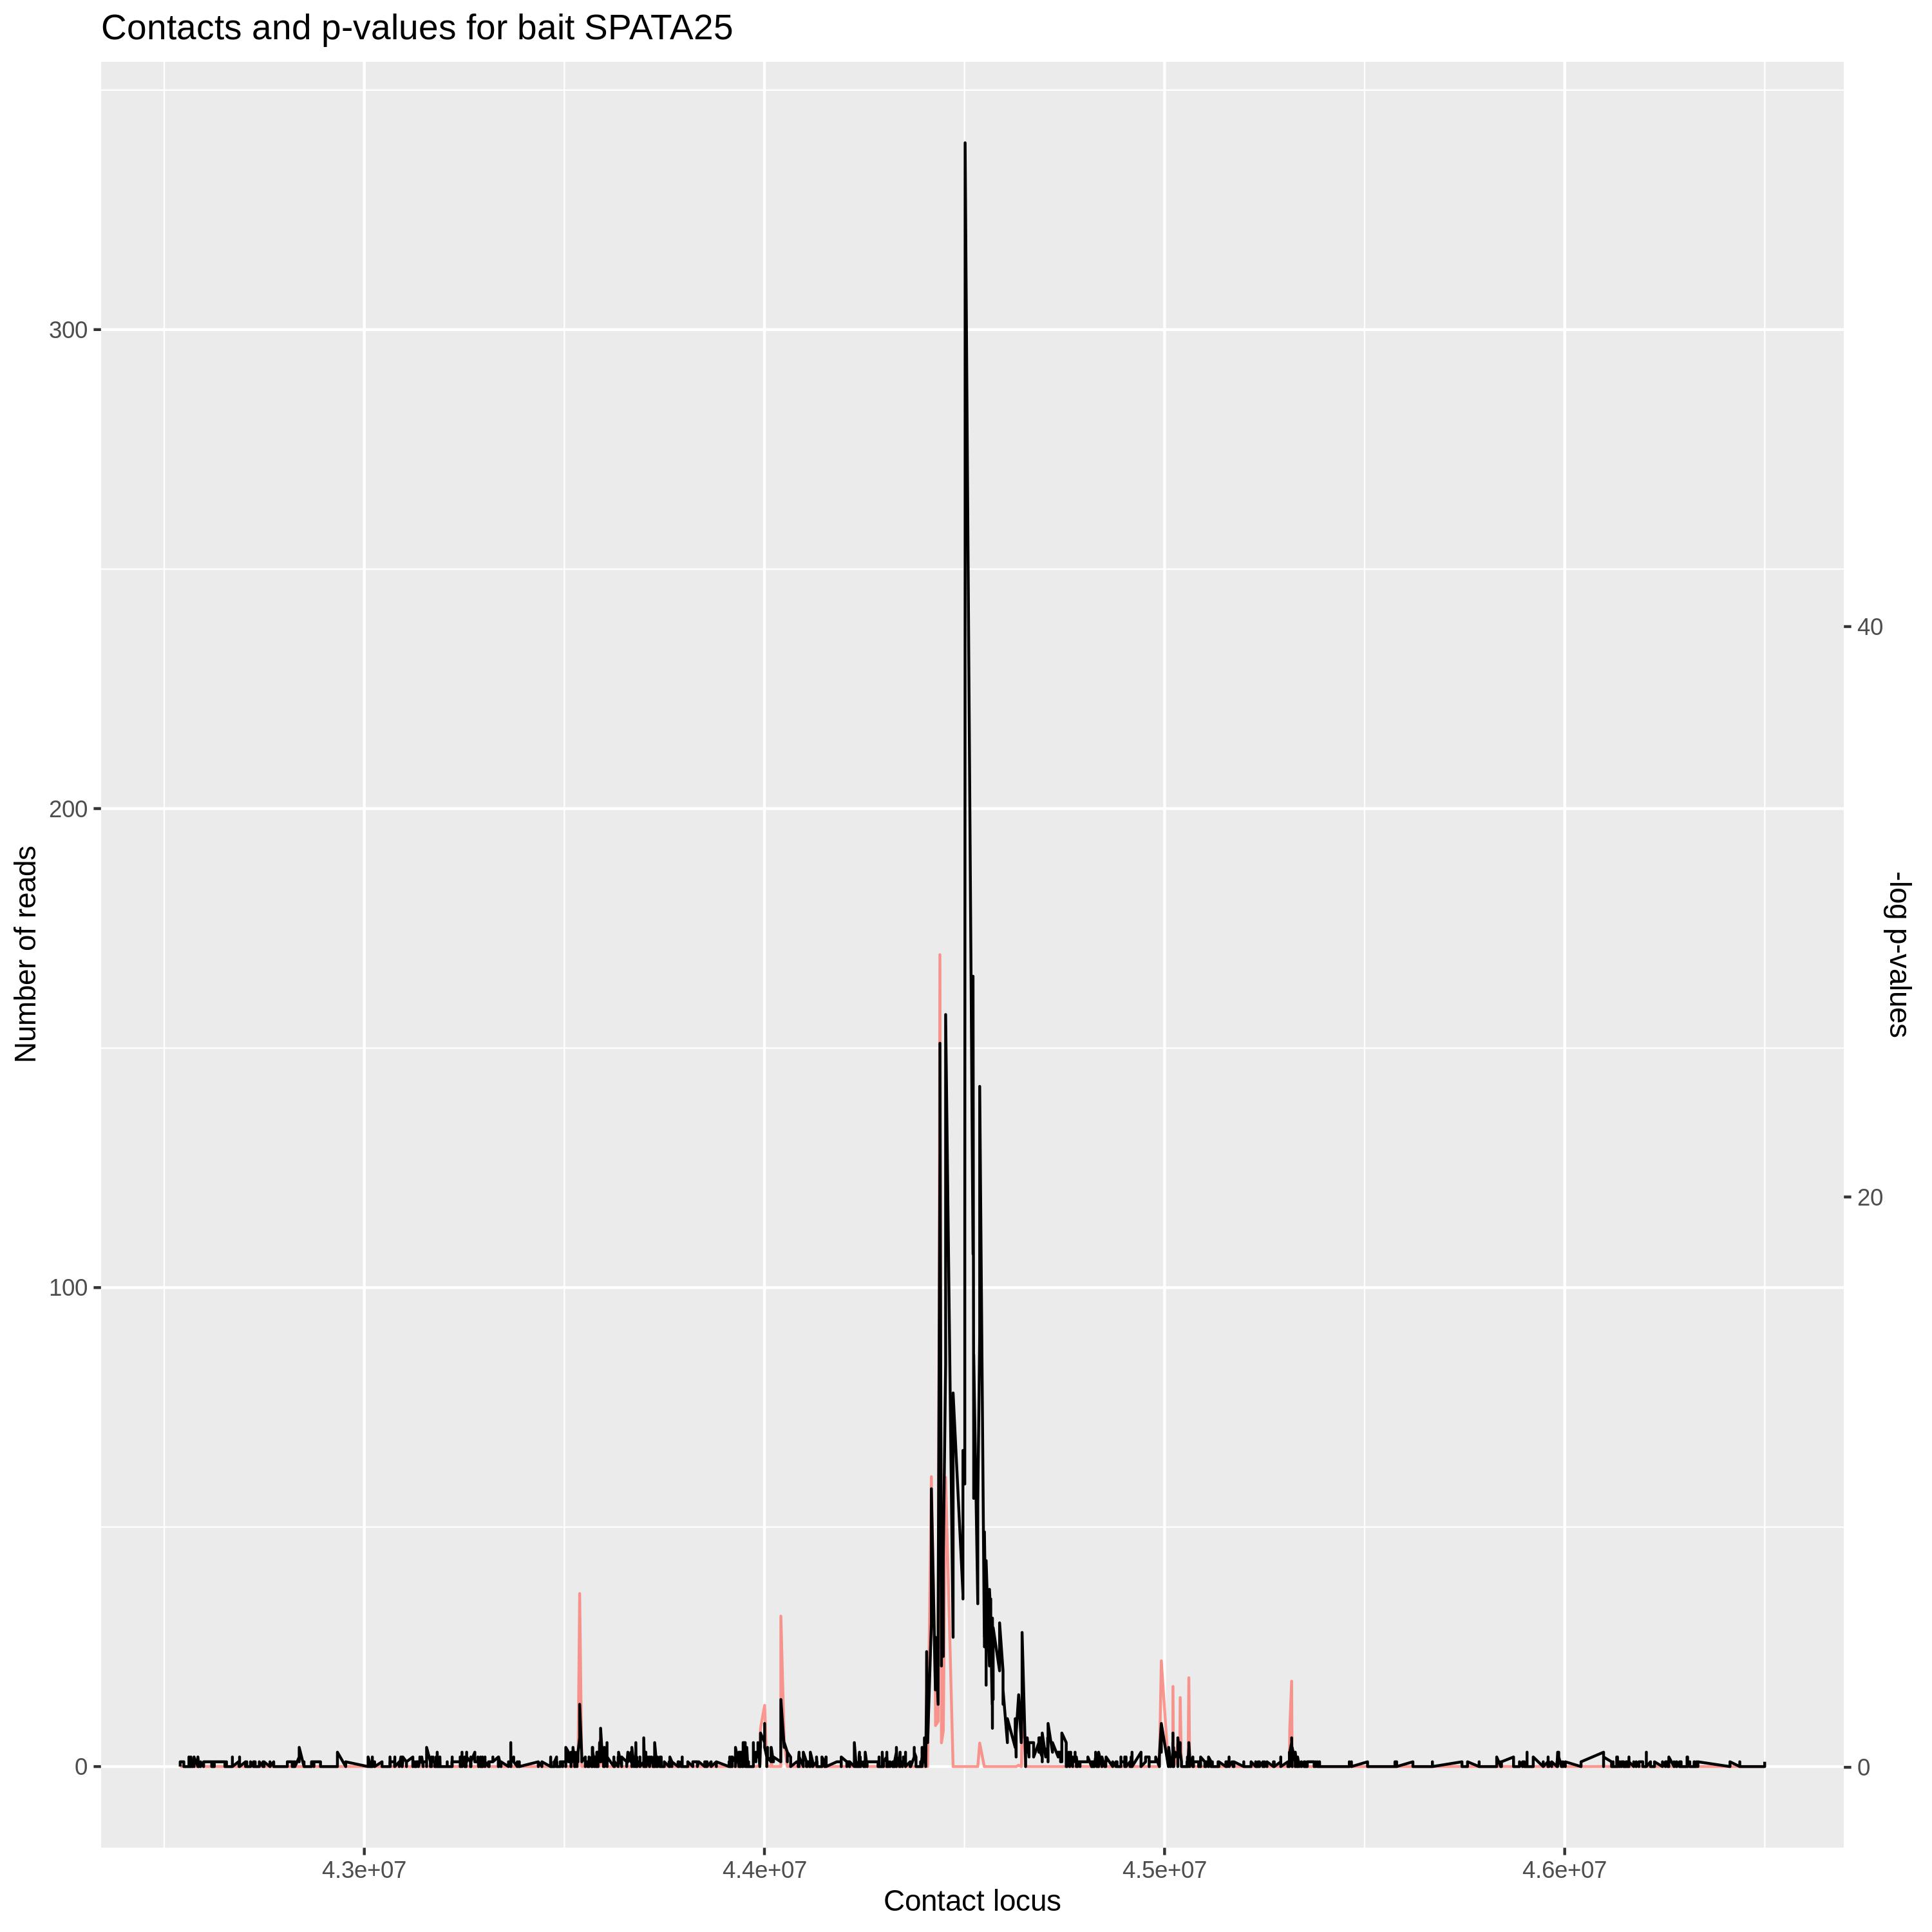 Contacts and p-values for bait SPATA25
300
200
100
0
Number of reads
40
20
0
-log p-values
4.3e+07
4.4e+07
4.5e+07
4.6e+07
Contact locus